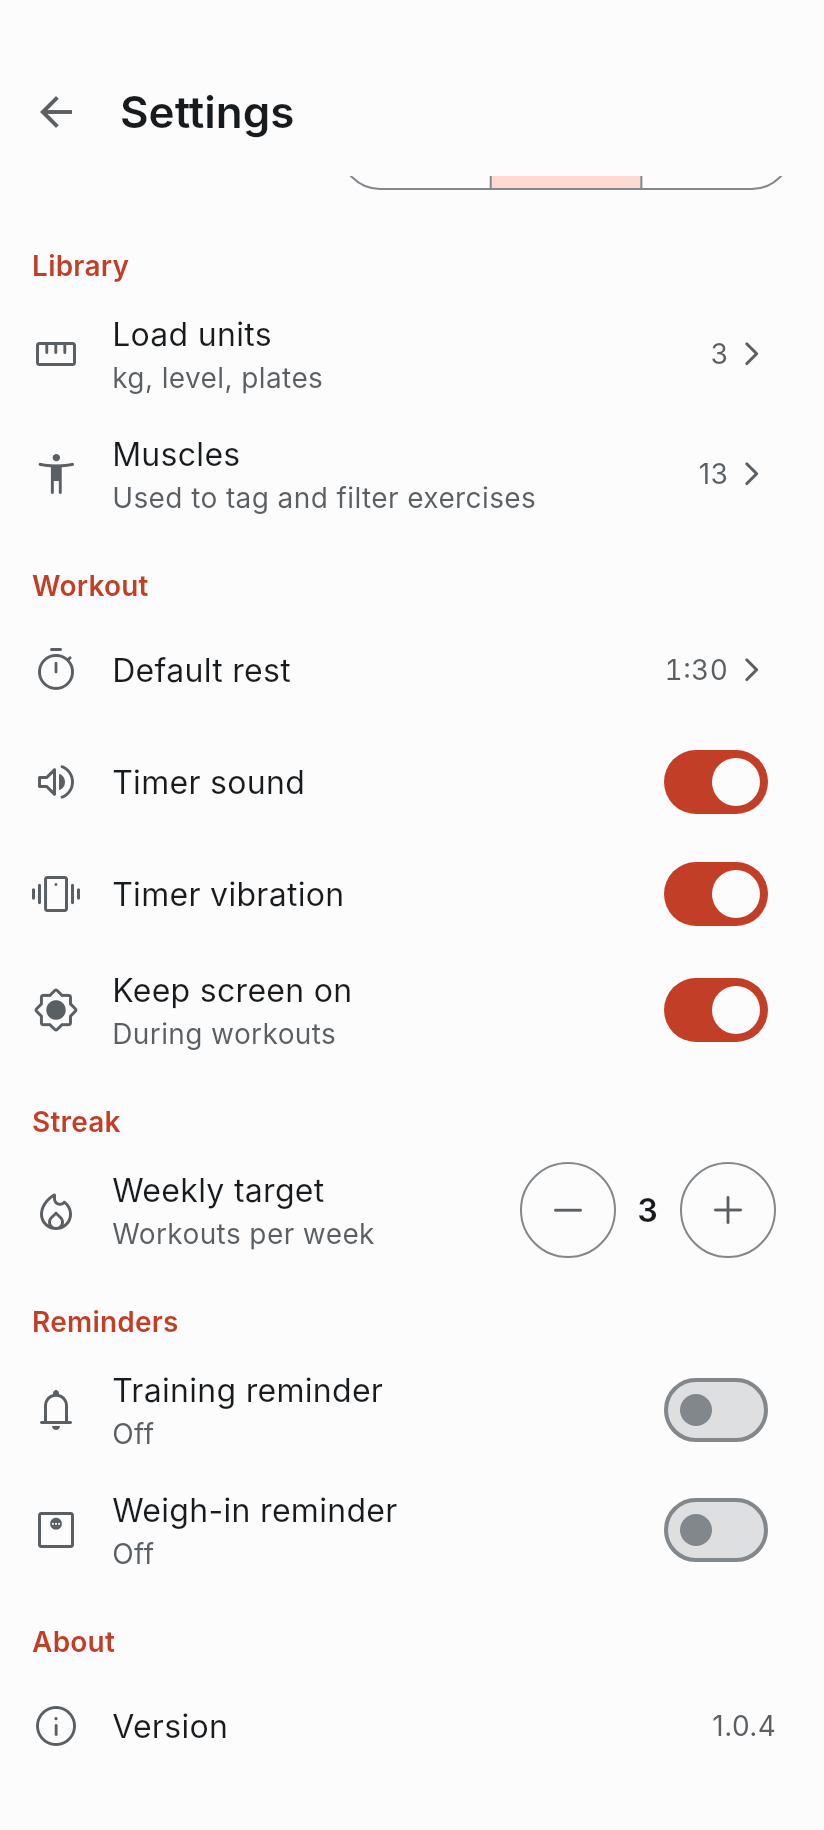 Settings
Library
Load units
kg, level, plates
3
Muscles
Used to tag and filter exercises
13
Workout
Default rest
1:30
Timer sound
Timer vibration
Keep screen on
During workouts
Streak
Weekly target
Workouts per week
3
Reminders
Training reminder
Off
Weigh-in reminder
Off
About
Version
1.0.4